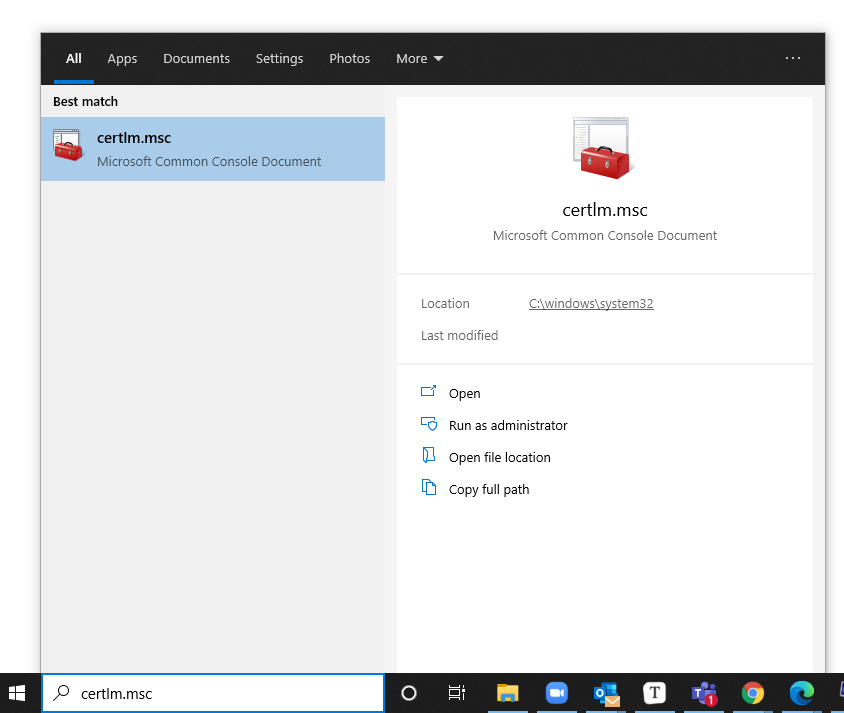 All Apps Documents Settings Photos More ...
Best match
certlm.msc
Microsoft Common Console Document
certlm.msc
Microsoft Common Console Document
Location C:\windows\system32
Last modified
Open
Run as administrator
Open file location
Copy full path
certlm.msc
T
T 1